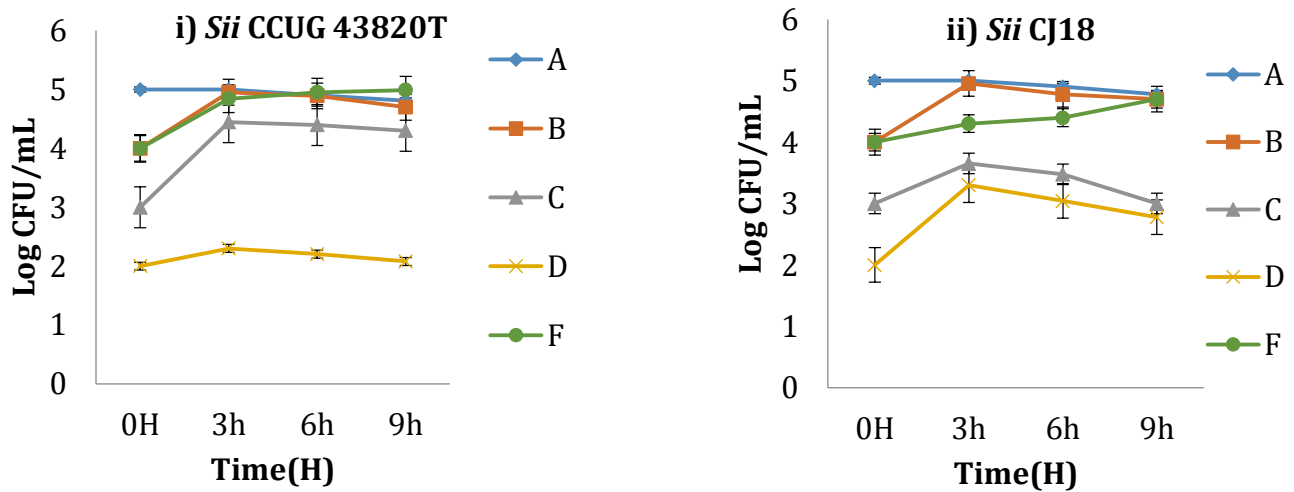 i) Sii CCUG 43820T
6
5
4
3
2
1
0
Log CFU/mL
0H 3h 6h 9h
Time(H)
A
B
C
D
F
ii) Sii CJ18
6
5
4
3
2
1
0
Log CFU/mL
0H 3h 6h 9h
Time(H)
A
B
C
D
F